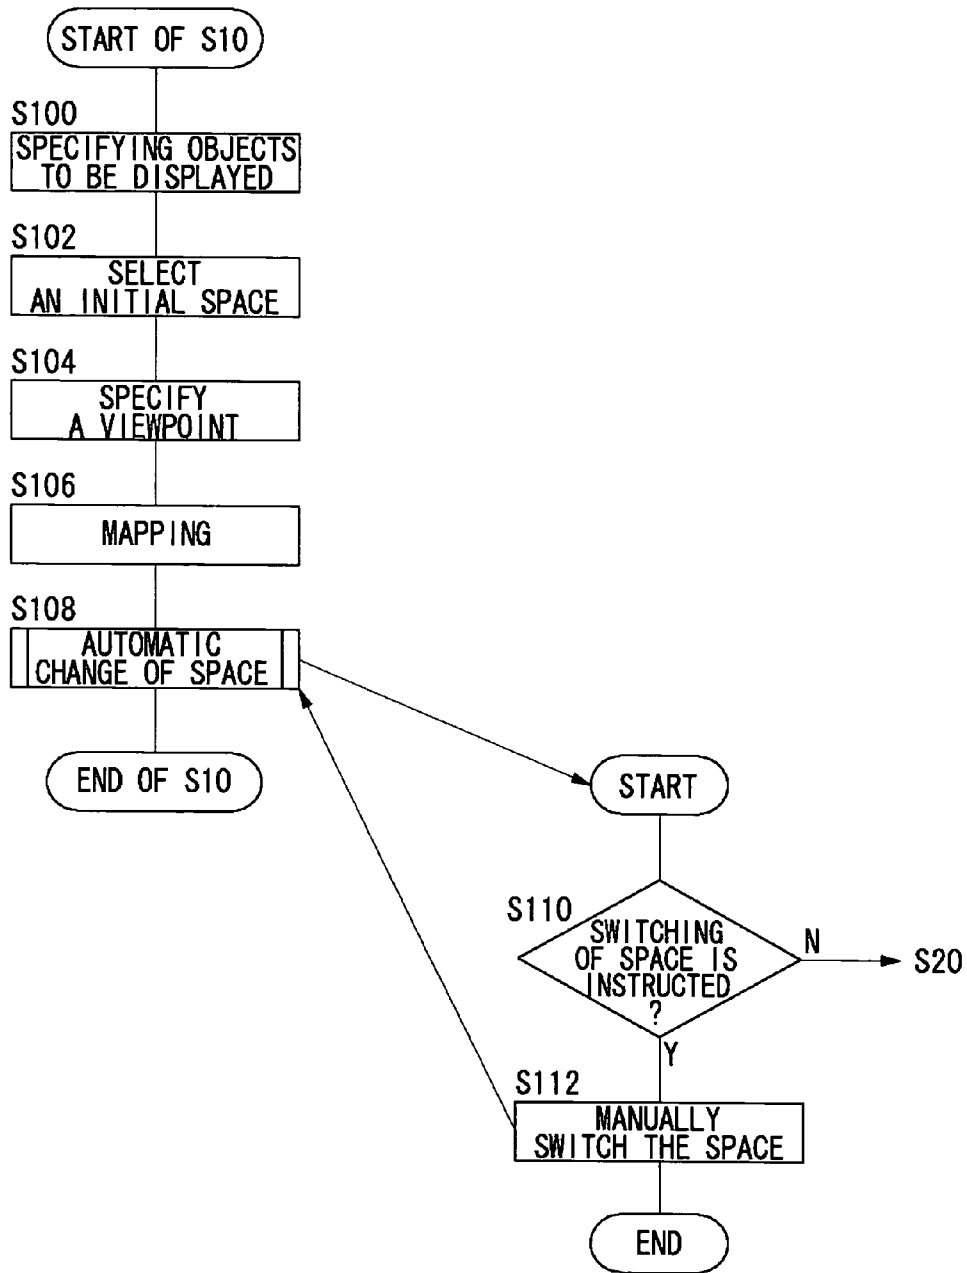 START OF S10
S100
SPECIFYING OBJECTS
TO BE DISPLAYED
S102
SELECT
AN INITIAL SPACE
S104
SPECIFY
A VIEWPOINT
S106
MAPPING
S108
AUTOMATIC
CHANGE OF SPACE
END OF S10
START
S110
SWITCHING
OF SPACE IS
INSTRUCTED
?
N
S20
Y
S112
MANUALLY
SWITCH THE SPACE
END